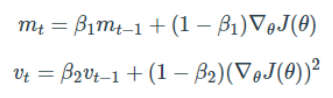 m_t = β_1 m_{t−1} + (1 − β_1)∇_θ J(θ)
v_t = β_2 v_{t−1} + (1 − β_2)(∇_θ J(θ))^2